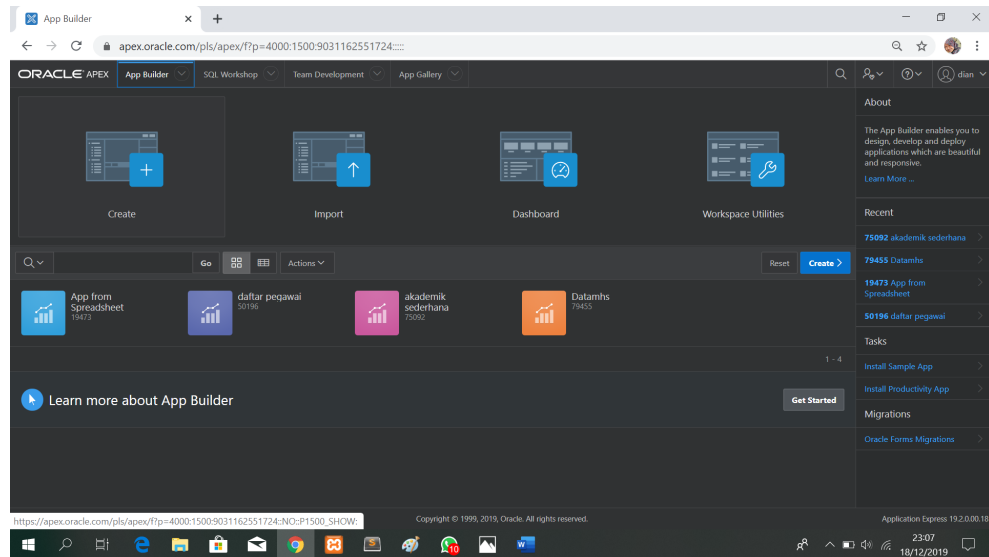 App Builder
apex.oracle.com/pls/apex/f?p=4000:1500:9031162551724:::::
ORACLE APEX App Builder SQL Workshop Team Development App Gallery dian
Create
Import
Dashboard
Workspace Utilities
Go
Actions
Reset
Create
App from
Spreadsheet
19473
daftar pegawai
50196
akademik
sederhana
75092
Datamhs
79455
1 - 4
Learn more about App Builder
Get Started
About
The App Builder enables you to
design, develop and deploy
applications which are beautiful
and responsive.
Learn More ...
Recent
75092 akademik sederhana
79455 Datamhs
19473 App from
Spreadsheet
50196 daftar pegawai
Tasks
Install Sample App
Install Productivity App
Migrations
Oracle Forms Migrations
https://apex.oracle.com/pls/apex/f?p=4000:1500:9031162551724::NO::P1500_SHOW:
Copyright © 1999, 2019, Oracle. All rights reserved.
Application Express 19.2.0.00.18
10
23:07
18/12/2019